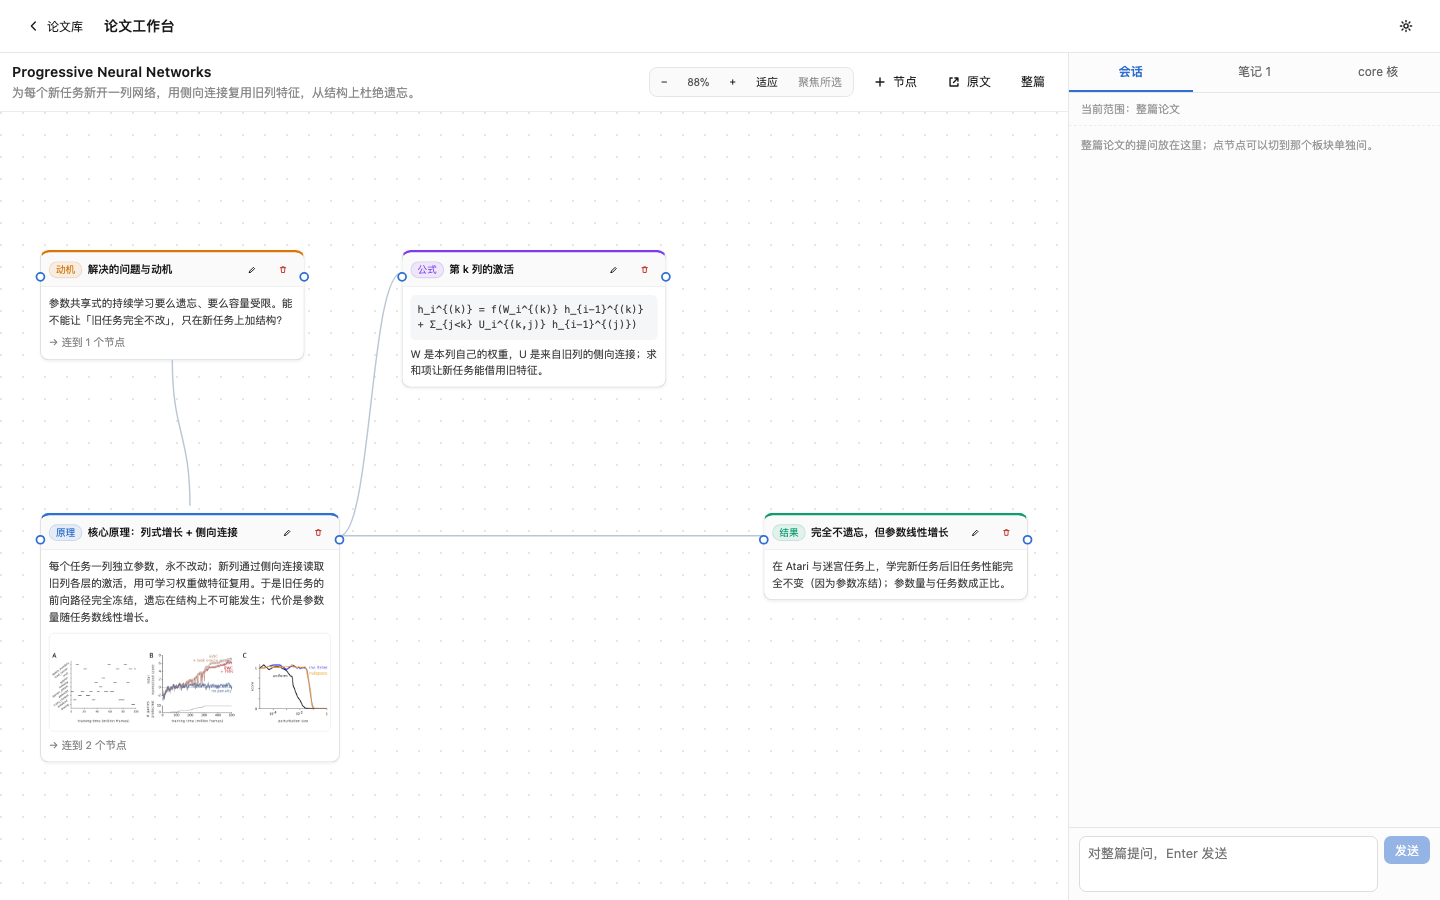 论文库
论文工作台
Progressive Neural Networks
为每个新任务新开一列网络，用侧向连接复用旧列特征，从结构上杜绝遗忘。
− 88% + 适应 聚焦所选
+ 节点
原文
整篇
会话
笔记 1
core 核
当前范围：整篇论文
整篇论文的提问放在这里；点节点可以切到那个板块单独问。
动机 解决的问题与动机
参数共享式的持续学习要么遗忘、要么容量受限。能
不能让「旧任务完全不改」，只在新任务上加结构？
→ 连到 1 个节点
公式 第 k 列的激活
h_i^{(k)} = f(W_i^{(k)} h_{i−1}^{(k)}
+ Σ_{j<k} U_i^{(k,j)} h_{i−1}^{(j)})
W 是本列自己的权重，U 是来自旧列的侧向连接；求
和项让新任务能借用旧特征。
原理 核心原理：列式增长 + 侧向连接
每个任务一列独立参数，永不改动；新列通过侧向连接读取
旧列各层的激活，用可学习权重做特征复用。于是旧任务的
前向路径完全冻结，遗忘在结构上不可能发生；代价是参数
量随任务数线性增长。
A
B
C
training time (million frames)
training time (million frames)
perturbation size
→ 连到 2 个节点
结果 完全不遗忘，但参数线性增长
在 Atari 与迷宫任务上，学完新任务后旧任务性能完
全不变（因为参数冻结）；参数量与任务数成正比。
对整篇提问，Enter 发送
发送